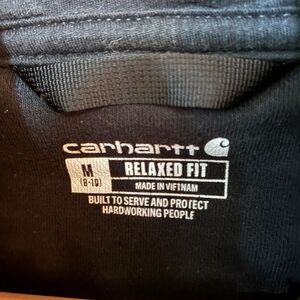 carhartt
M
(8-10)
RELAXED FIT
MADE IN VIETNAM
BUILT TO SERVE AND PROTECT
HARDWORKING PEOPLE